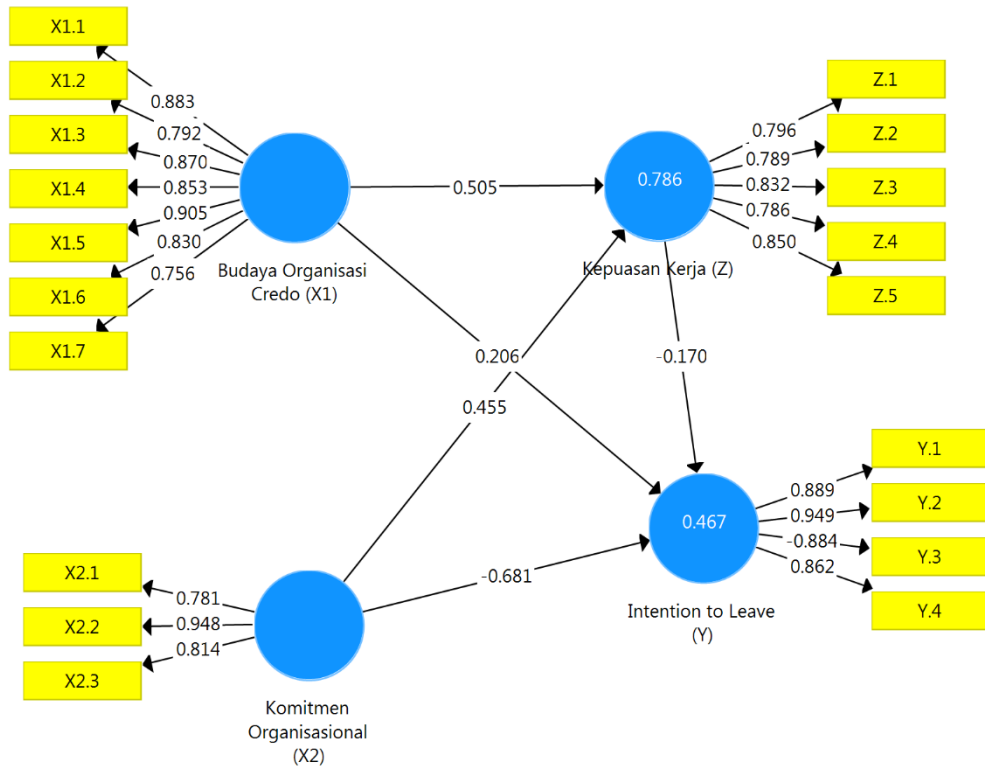 X1.1
X1.2
X1.3
X1.4
X1.5
X1.6
X1.7
0.883
0.792
0.870
0.853
0.905
0.830
0.756
Budaya Organisasi
Credo (X1)
0.505
0.206
0.455
0.786
Kepuasan Kerja (Z)
0.796
0.789
0.832
0.786
0.850
Z.1
Z.2
Z.3
Z.4
Z.5
-0.170
X2.1
X2.2
X2.3
0.781
0.948
0.814
Komitmen
Organisasional
(X2)
-0.681
0.467
Intention to Leave
(Y)
0.889
0.949
-0.884
0.862
Y.1
Y.2
Y.3
Y.4